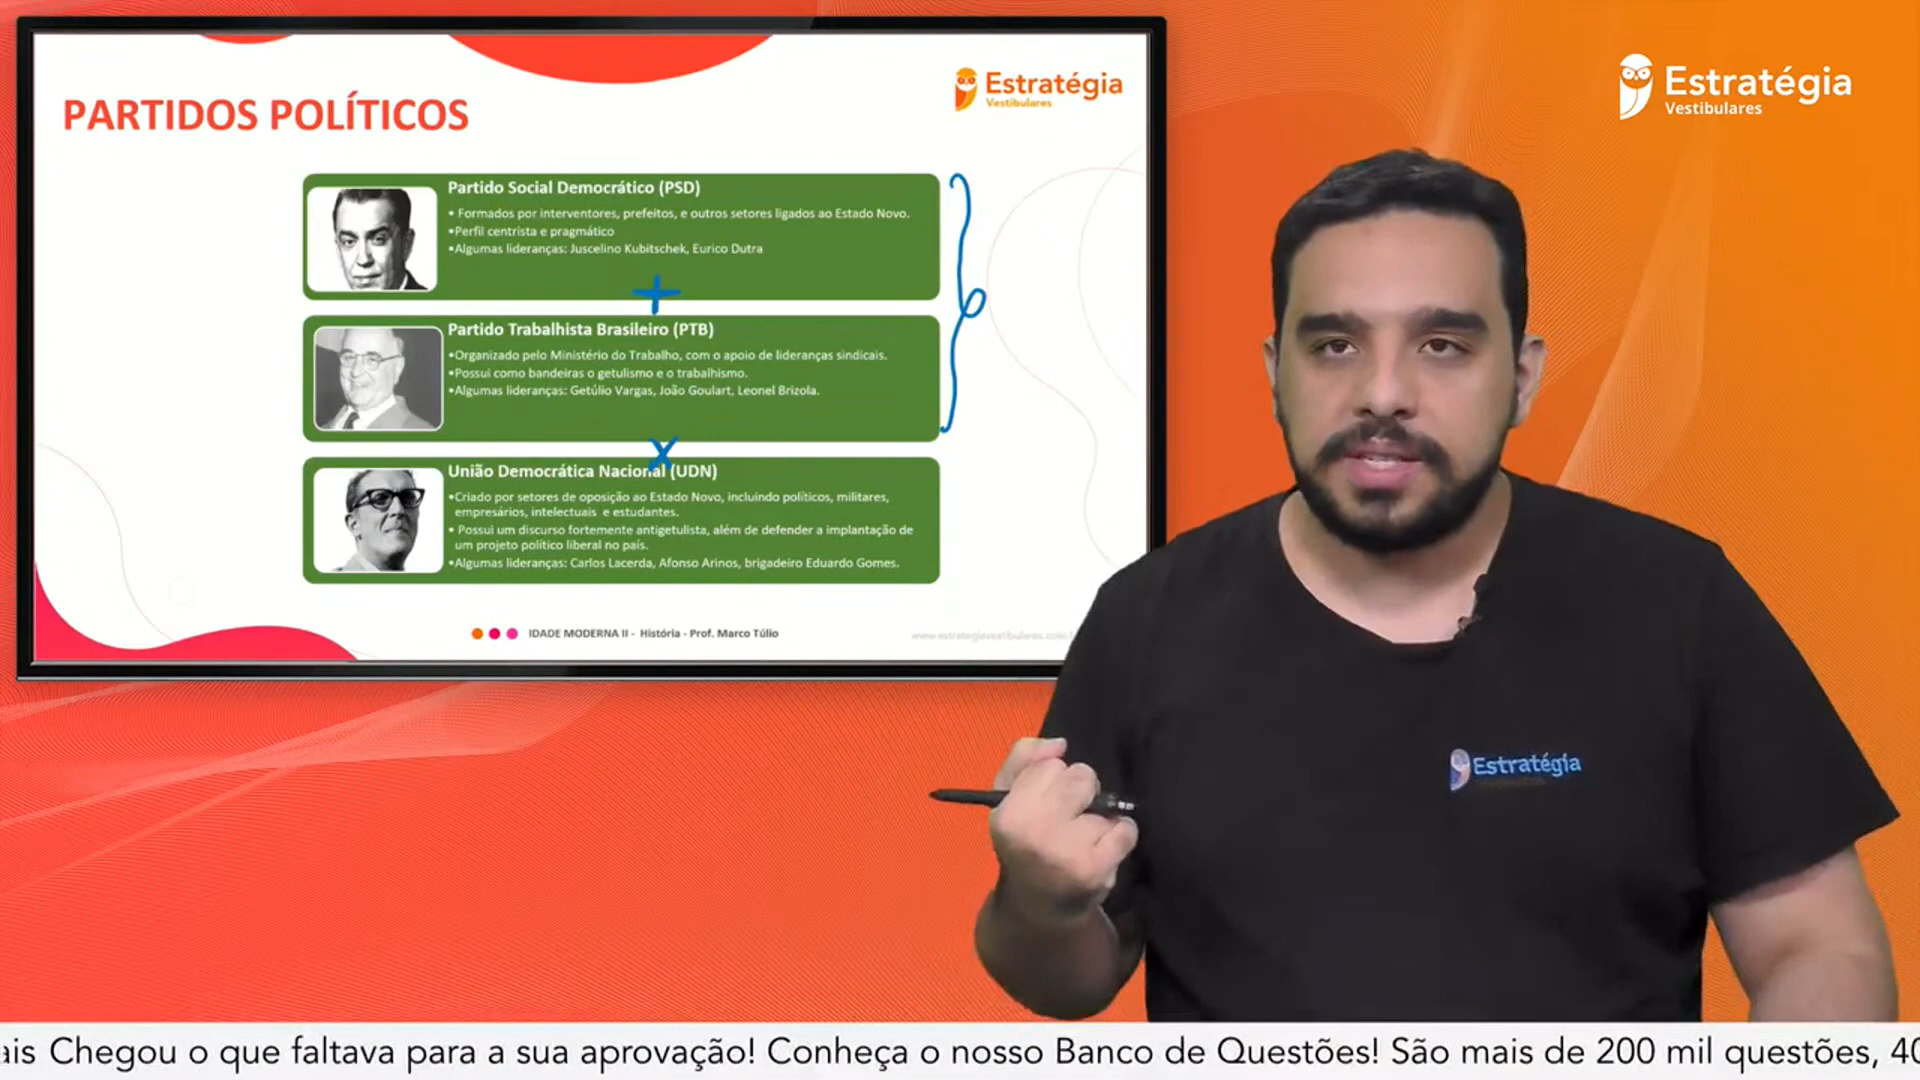 PARTIDOS POLÍTICOS
Estratégia
Vestibulares
Partido Social Democrático (PSD)
• Formados por interventores, prefeitos, e outros setores ligados ao Estado Novo.
•Perfil centrista e pragmático
•Algumas lideranças: Juscelino Kubitschek, Eurico Dutra
+
Partido Trabalhista Brasileiro (PTB)
•Organizado pelo Ministério do Trabalho, com o apoio de lideranças sindicais.
•Possui como bandeiras o getulismo e o trabalhismo.
•Algumas lideranças: Getúlio Vargas, João Goulart, Leonel Brizola.
x
União Democrática Nacional (UDN)
•Criado por setores de oposição ao Estado Novo, incluindo políticos, militares,
empresários, intelectuais e estudantes.
• Possui um discurso fortemente antigetulista, além de defender a implantação de
um projeto político liberal no país.
•Algumas lideranças: Carlos Lacerda, Afonso Arinos, brigadeiro Eduardo Gomes.
IDADE MODERNA II - História - Prof. Marco Túlio
www.estrategiavestibulares.com
Estratégia
Vestibulares
Estratégia
ais Chegou o que faltava para a sua aprovação! Conheça o nosso Banco de Questões! São mais de 200 mil questões, 40